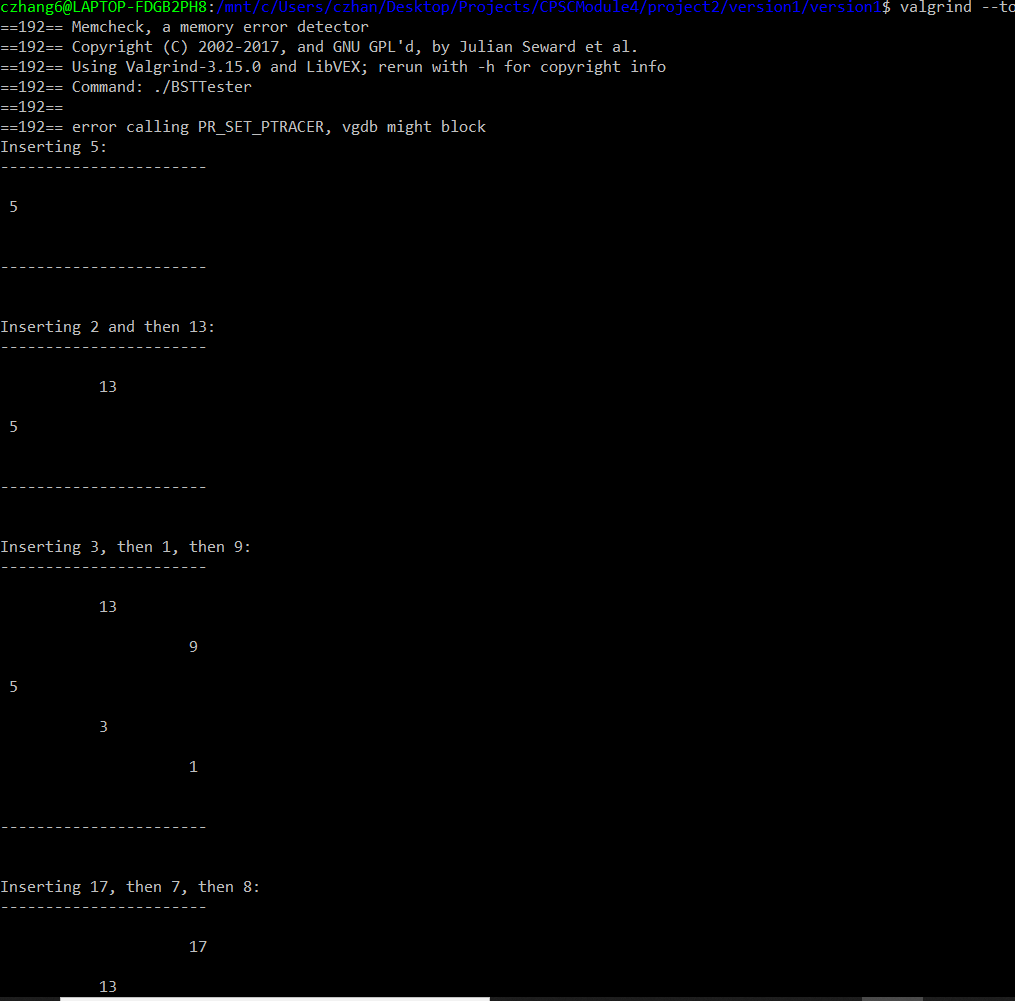 czhang6@LAPTOP-FDGB2PH8:/mnt/c/Users/czhan/Desktop/Projects/CPSCModule4/project2/version1/version1$ valgrind --to
==192== Memcheck, a memory error detector
==192== Copyright (C) 2002-2017, and GNU GPL'd, by Julian Seward et al.
==192== Using Valgrind-3.15.0 and LibVEX; rerun with -h for copyright info
==192== Command: ./BSTTester
==192==
==192== error calling PR_SET_PTRACER, vgdb might block
Inserting 5:
-----------------------
5
-----------------------
Inserting 2 and then 13:
-----------------------
13
5
-----------------------
Inserting 3, then 1, then 9:
-----------------------
13
9
5
3
1
-----------------------
Inserting 17, then 7, then 8:
-----------------------
17
13